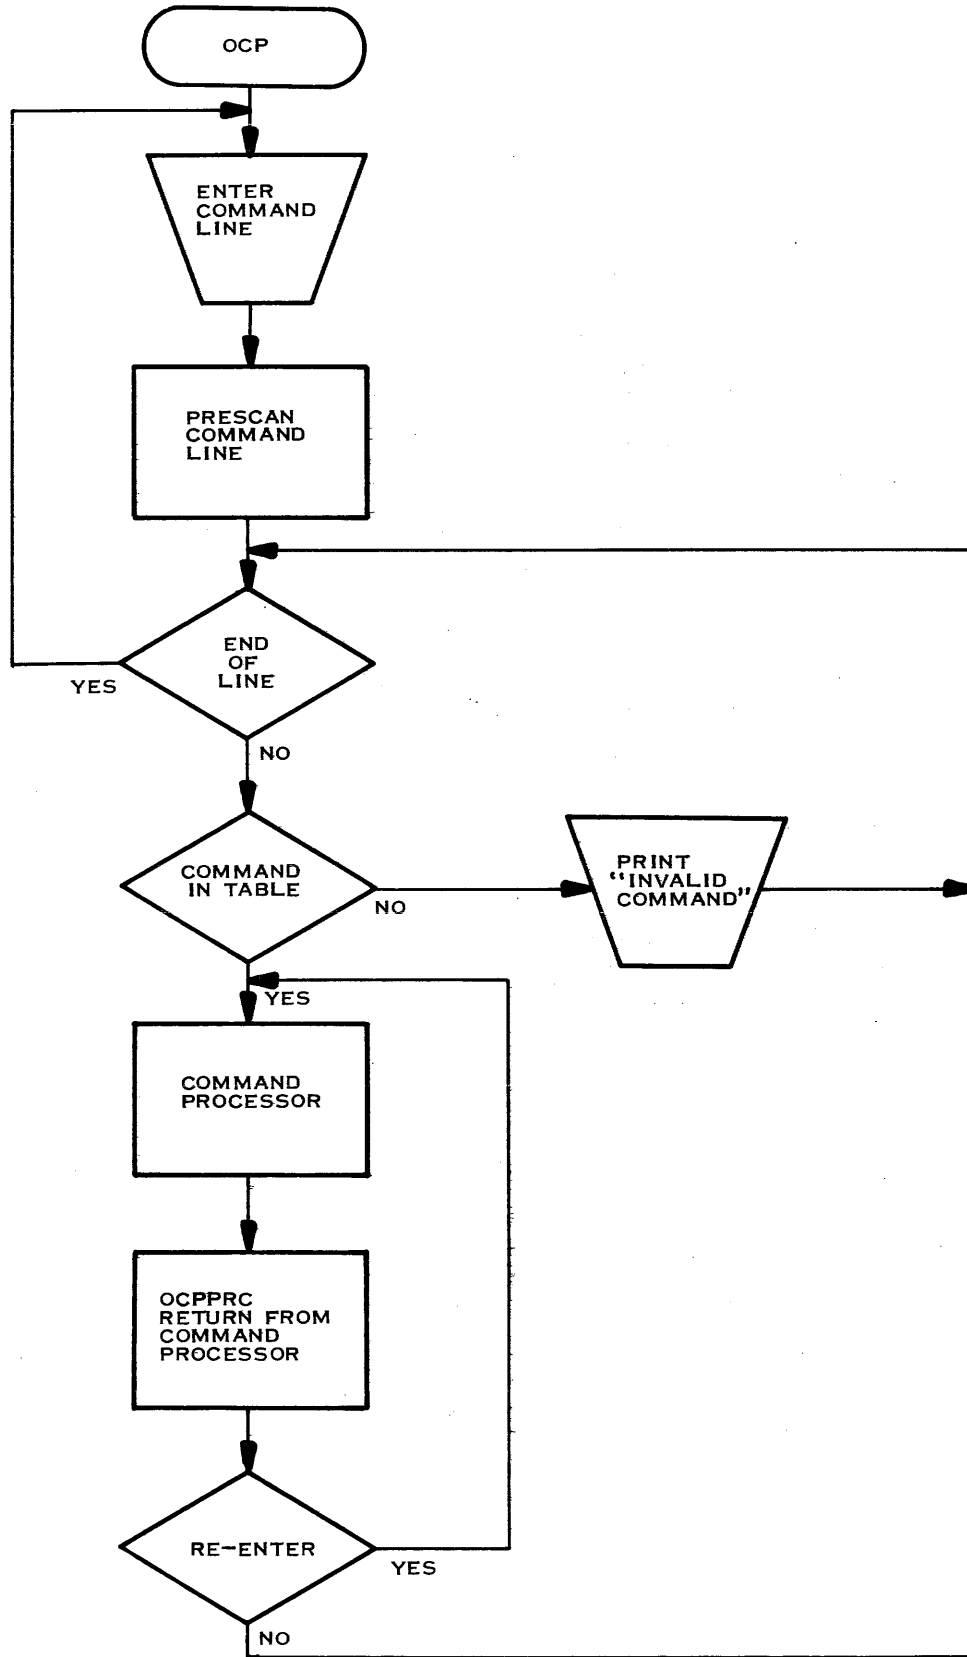 OCP
ENTER
COMMAND
LINE
PRESCAN
COMMAND
LINE
END
OF
LINE
YES
NO
COMMAND
IN TABLE
NO
PRINT
"INVALID
COMMAND"
YES
COMMAND
PROCESSOR
OCPPRC
RETURN FROM
COMMAND
PROCESSOR
RE-ENTER
YES
NO